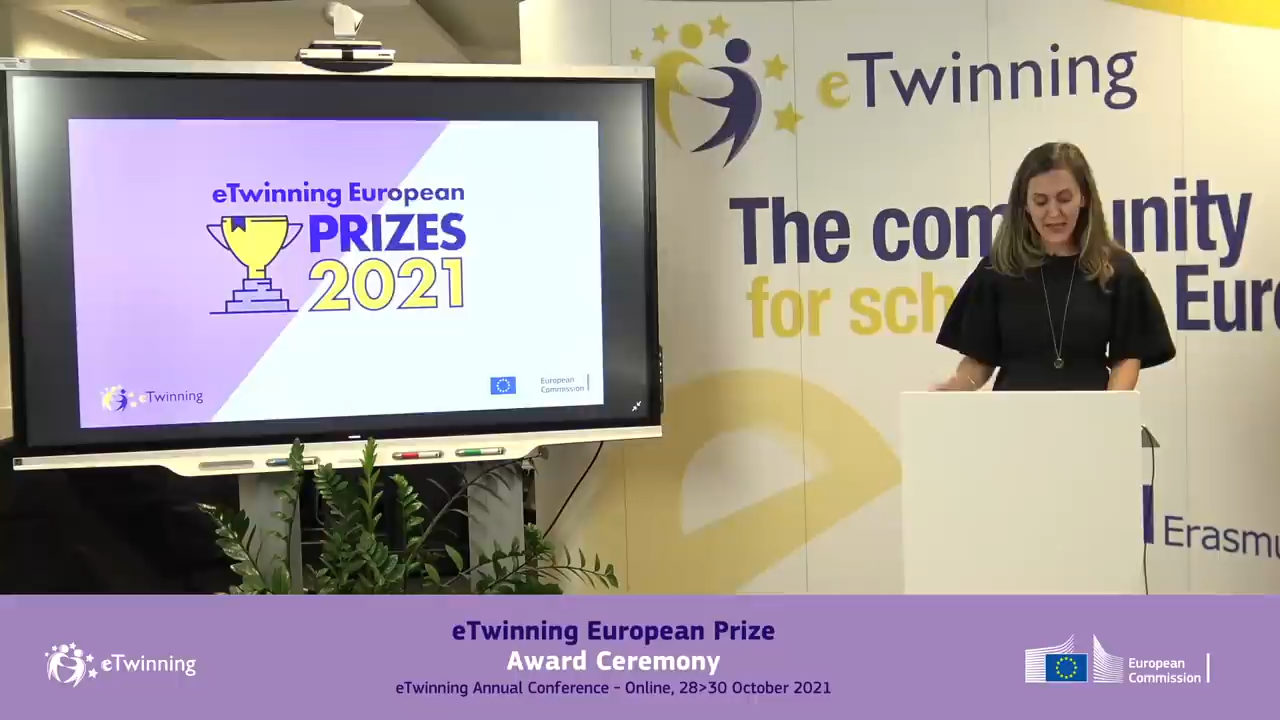 eTwinning European
PRIZES
2021
eTwinning
European
Commission
eTwinning
The com unity
for sch Euro
Erasmu
eTwinning European Prize
Award Ceremony
eTwinning Annual Conference – Online, 28>30 October 2021
eTwinning
European
Commission